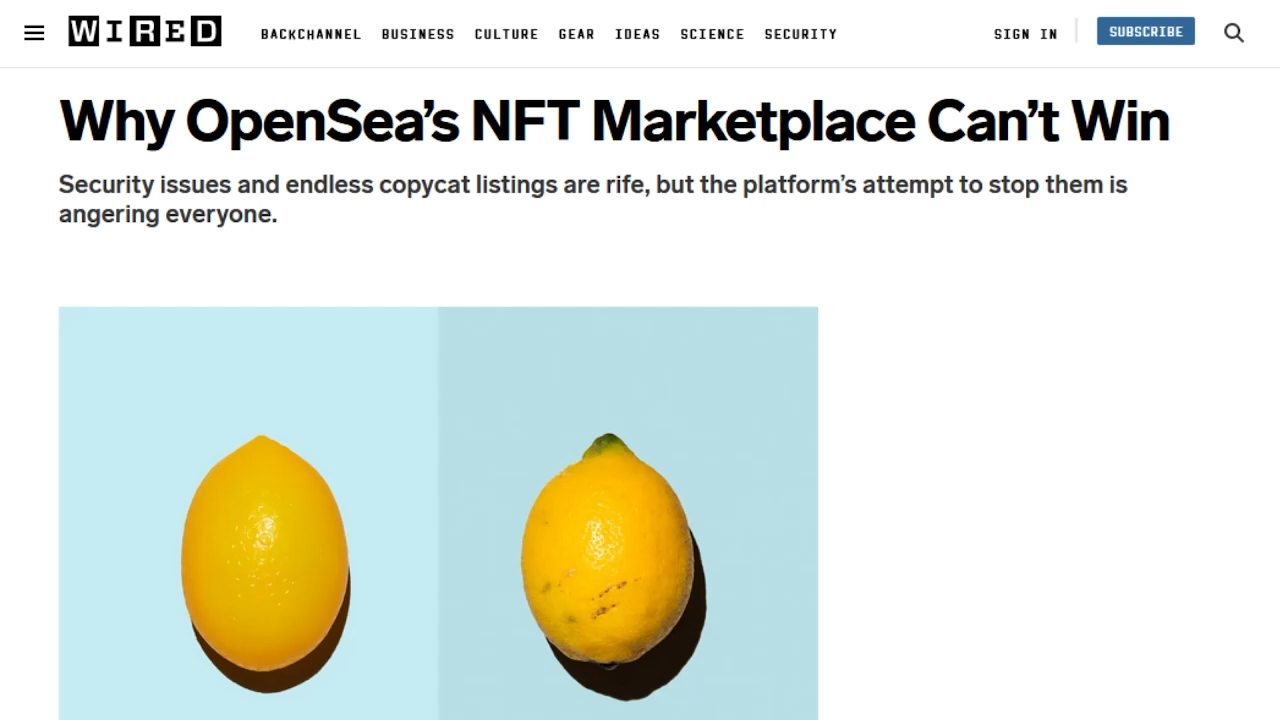 WIRED
BACKCHANNEL BUSINESS CULTURE GEAR IDEAS SCIENCE SECURITY
SIGN IN
SUBSCRIBE
Why OpenSea’s NFT Marketplace Can’t Win
Security issues and endless copycat listings are rife, but the platform’s attempt to stop them is
angering everyone.